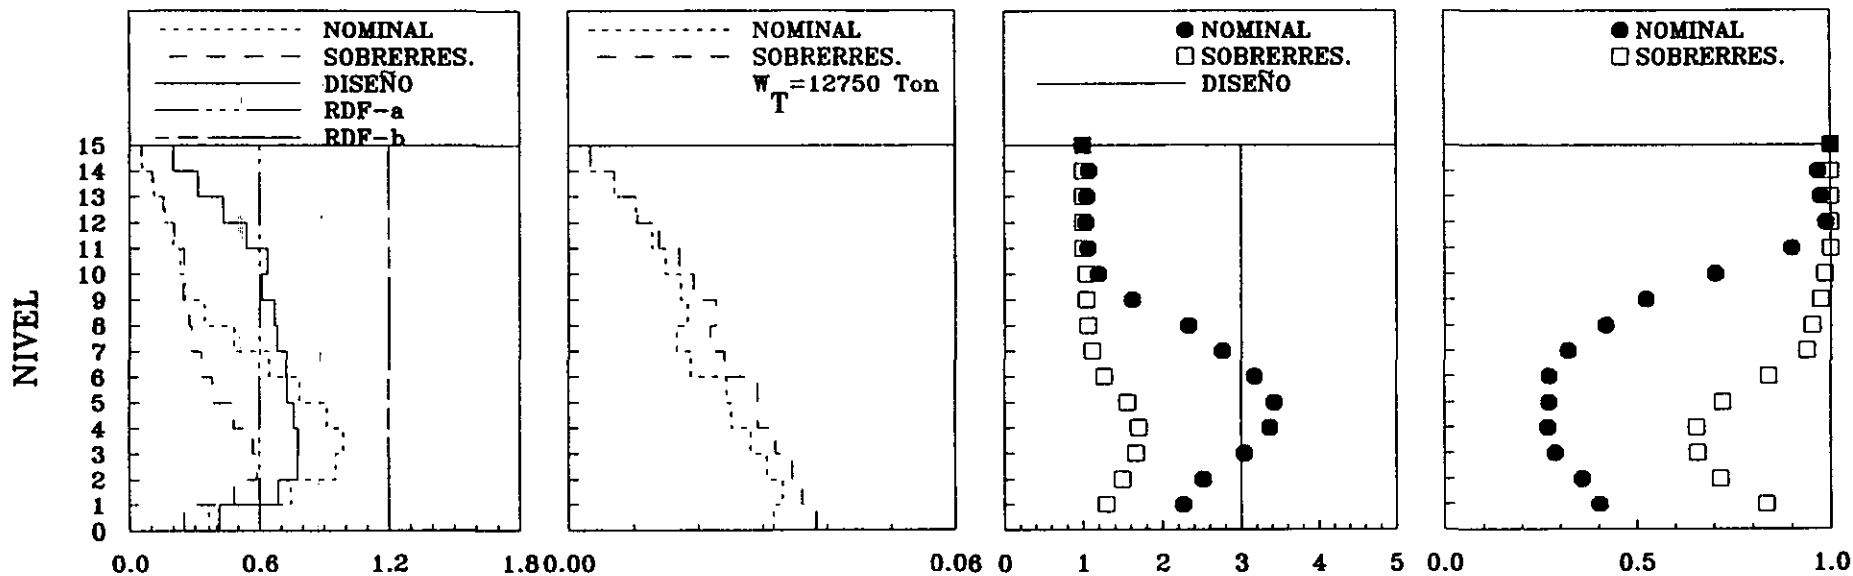 NOMINAL
SOBRERRES.
DISEÑO
RDF-a
RDF-b
NOMINAL
SOBRERRES.
W_T=12750 Ton
NOMINAL
SOBRERRES.
DISEÑO
NOMINAL
SOBRERRES.
NIVEL
15
14
13
12
11
10
9
8
7
6
5
4
3
2
1
0
0.0 0.6 1.2 1.8
0.00 0.06
0 1 2 3 4 5
0.0 0.5 1.0